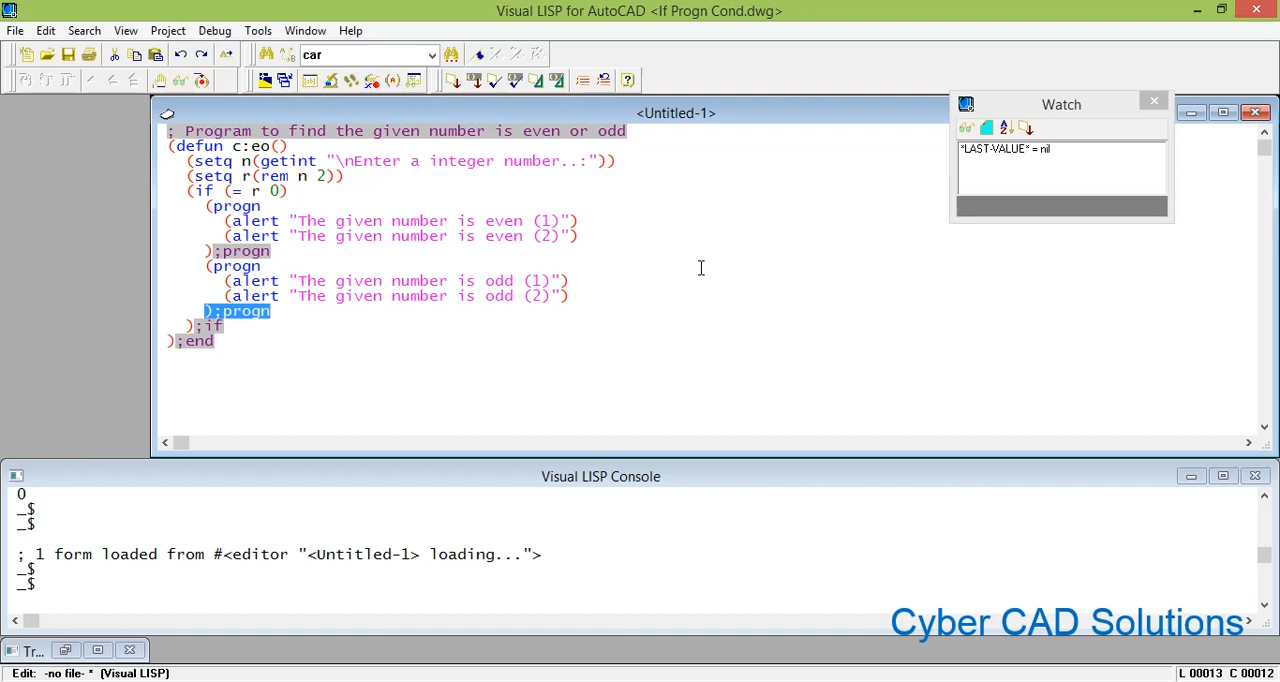 Visual LISP for AutoCAD <If Progn Cond.dwg>
File Edit Search View Project Debug Tools Window Help
car
<Untitled-1>
; Program to find the given number is even or odd
(defun c:eo()
(setq n(getint "\nEnter a integer number..:"))
(setq r(rem n 2))
(if (= r 0)
(progn
(alert "The given number is even (1)")
(alert "The given number is even (2)")
);progn
(progn
(alert "The given number is odd (1)")
(alert "The given number is odd (2)")
);progn
);if
);end
Watch
*LAST-VALUE* = nil
Visual LISP Console
0
_$
_$
; 1 form loaded from #<editor "<Untitled-1> loading...">
_$
_$
Cyber CAD Solutions
Tr...
Edit: -no file- * (Visual LISP)
L 00013 C 00012